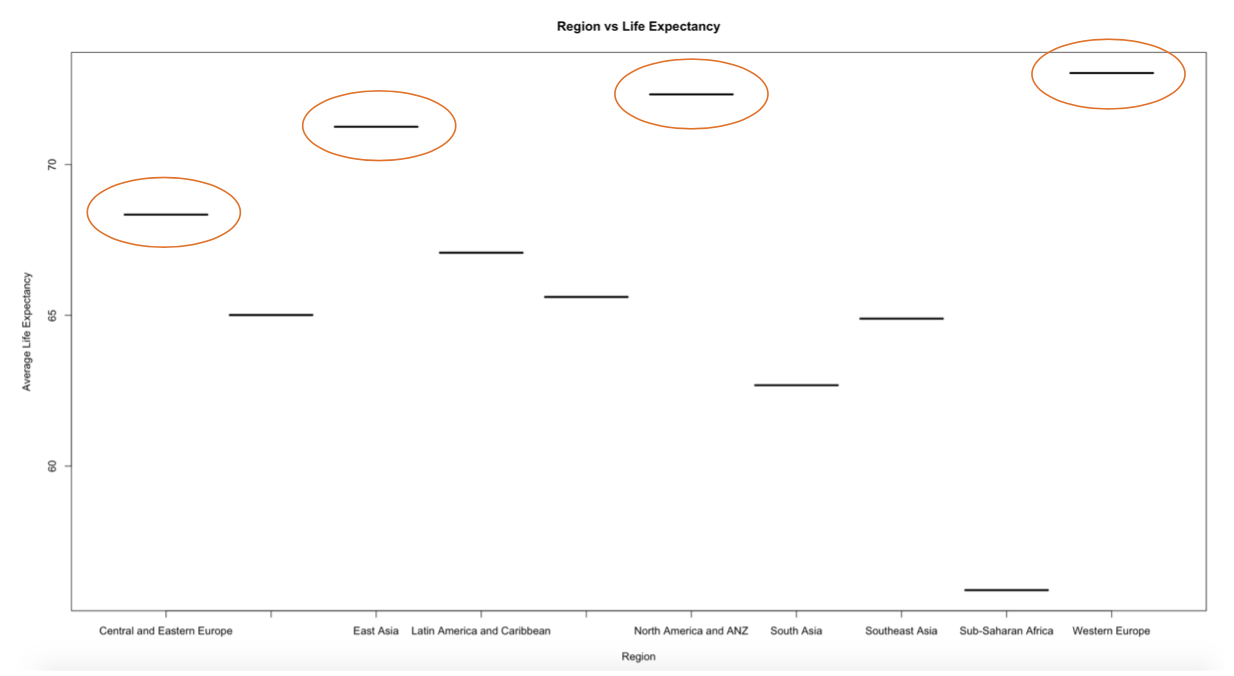 Region vs Life Expectancy
Average Life Expectancy
70
65
60
Central and Eastern Europe
East Asia
Latin America and Caribbean
North America and ANZ
South Asia
Southeast Asia
Sub-Saharan Africa
Western Europe
Region